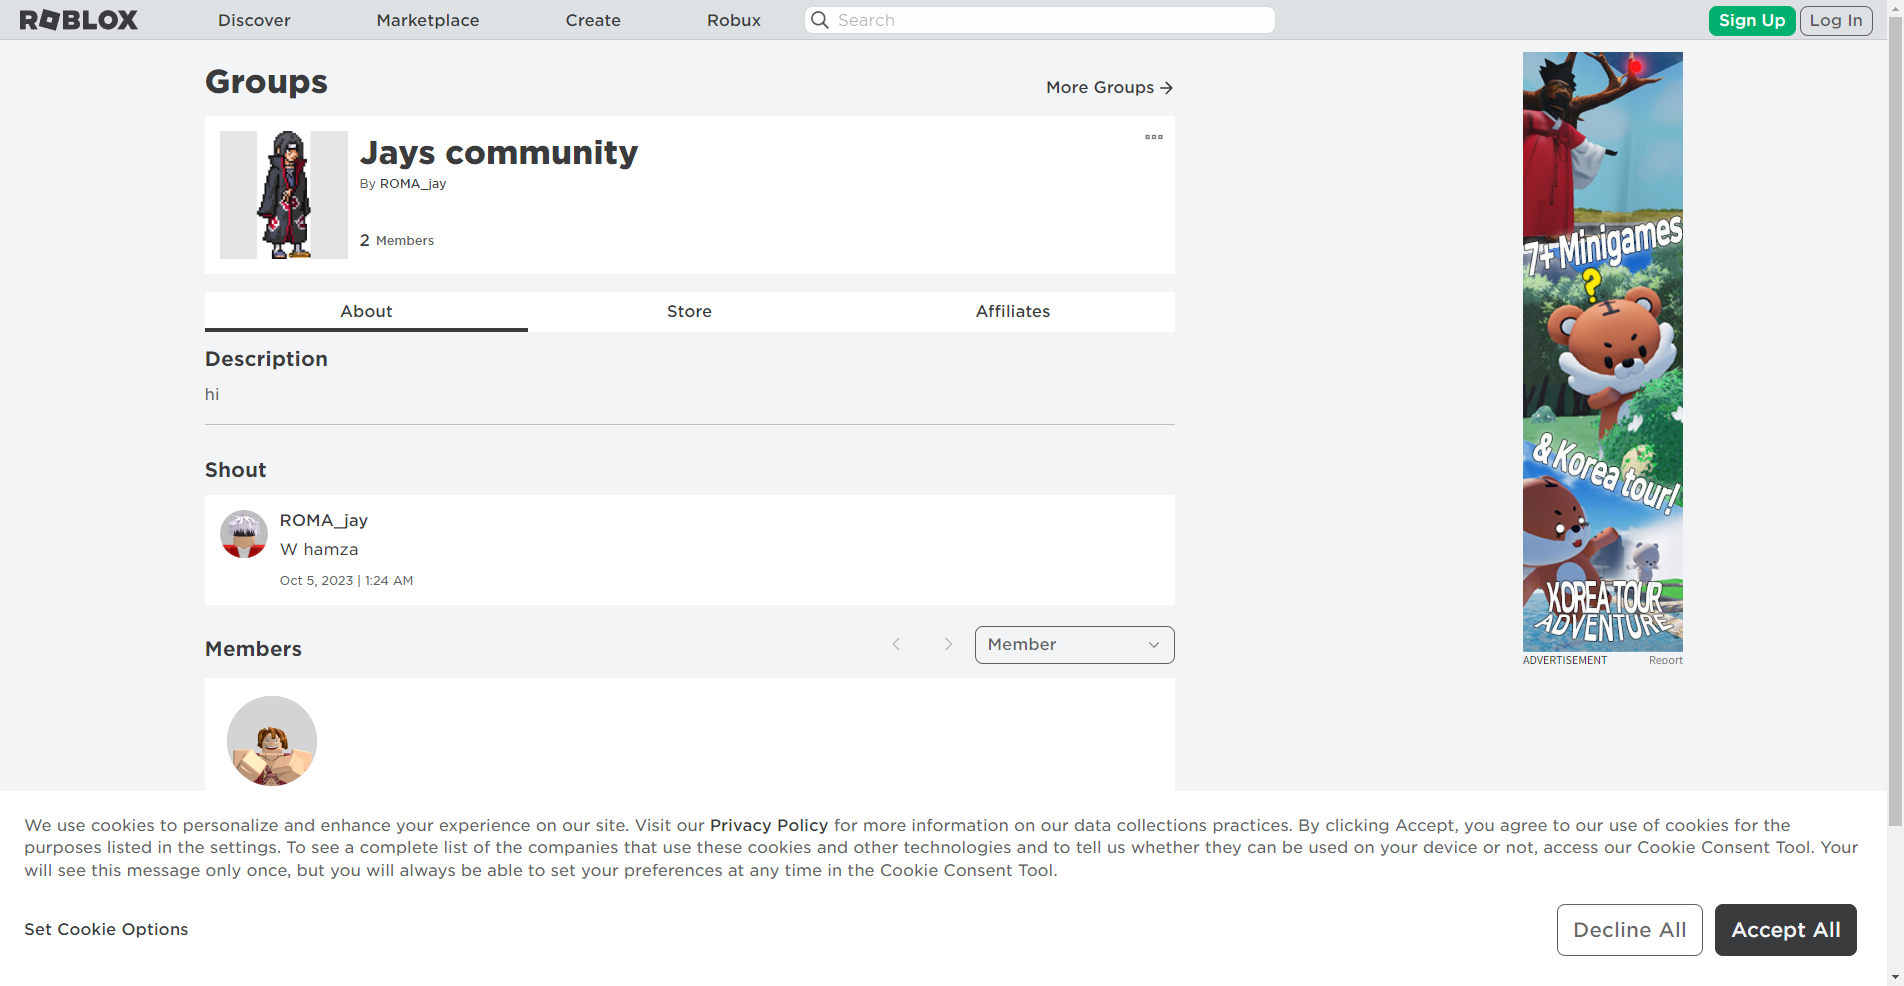 ROBLOX
Discover
Marketplace
Create
Robux
Search
Sign Up
Log In
Groups
More Groups
Jays community
By ROMA_jay
2 Members
About
Store
Affiliates
Description
hi
Shout
ROMA_jay
W hamza
Oct 5, 2023 | 1:24 AM
Members
Member
7+ Minigames
?
& Korea tour!
KOREA TOUR
ADVENTURE
ADVERTISEMENT
Report
We use cookies to personalize and enhance your experience on our site. Visit our Privacy Policy for more information on our data collections practices. By clicking Accept, you agree to our use of cookies for the
purposes listed in the settings. To see a complete list of the companies that use these cookies and other technologies and to tell us whether they can be used on your device or not, access our Cookie Consent Tool. Your
will see this message only once, but you will always be able to set your preferences at any time in the Cookie Consent Tool.
Set Cookie Options
Decline All
Accept All